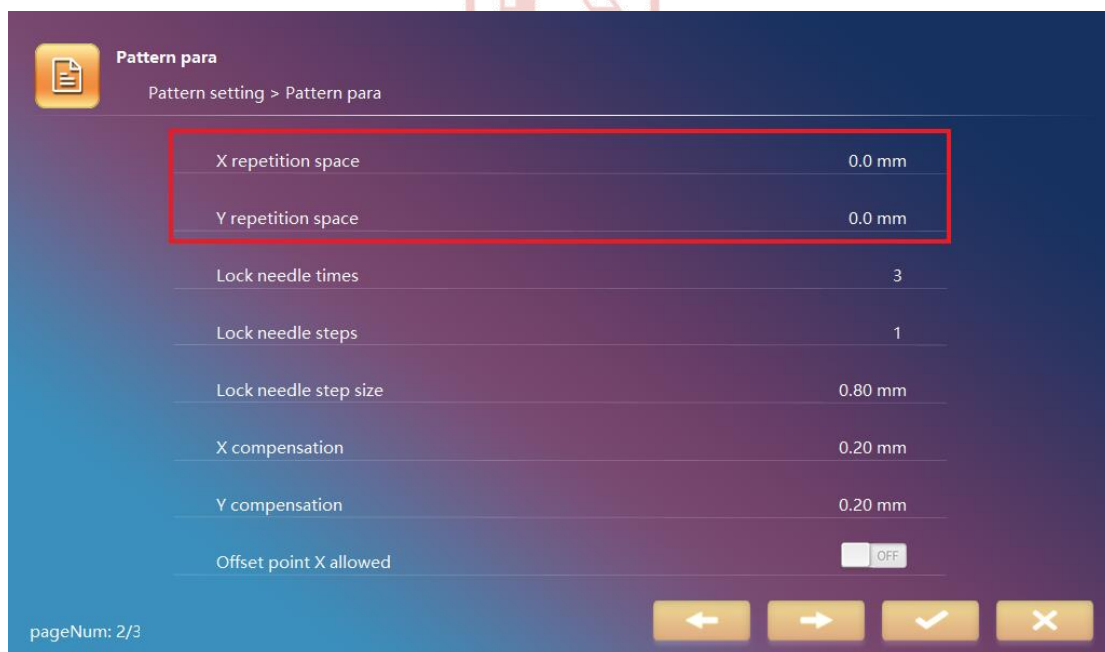 Pattern para
Pattern setting > Pattern para
X repetition space 0.0 mm
Y repetition space 0.0 mm
Lock needle times 3
Lock needle steps 1
Lock needle step size 0.80 mm
X compensation 0.20 mm
Y compensation 0.20 mm
Offset point X allowed OFF
pageNum: 2/3